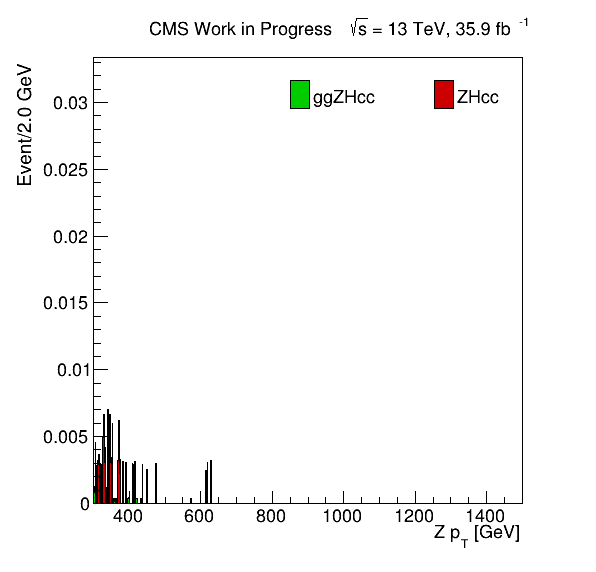 CMS Work in Progress √s = 13 TeV, 35.9 fb⁻¹
Event/2.0 GeV
ggZHcc ZHcc
0.03
0.025
0.02
0.015
0.01
0.005
0
400 600 800 1000 1200 1400
Z p_T [GeV]